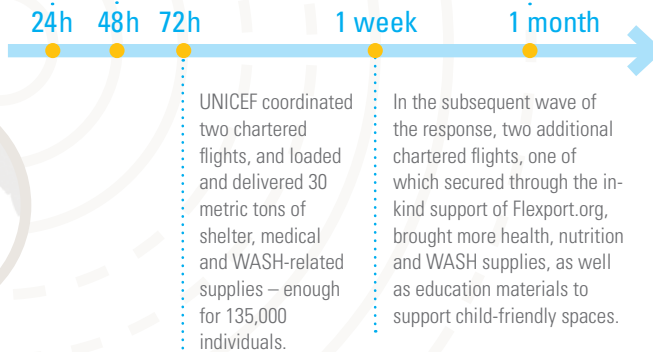 24h 48h 72h 1 week 1 month
UNICEF coordinated
two chartered
flights, and loaded
and delivered 30
metric tons of
shelter, medical
and WASH-related
supplies – enough
for 135,000
individuals.
In the subsequent wave of
the response, two additional
chartered flights, one of
which secured through the in-
kind support of Flexport.org,
brought more health, nutrition
and WASH supplies, as well
as education materials to
support child-friendly spaces.